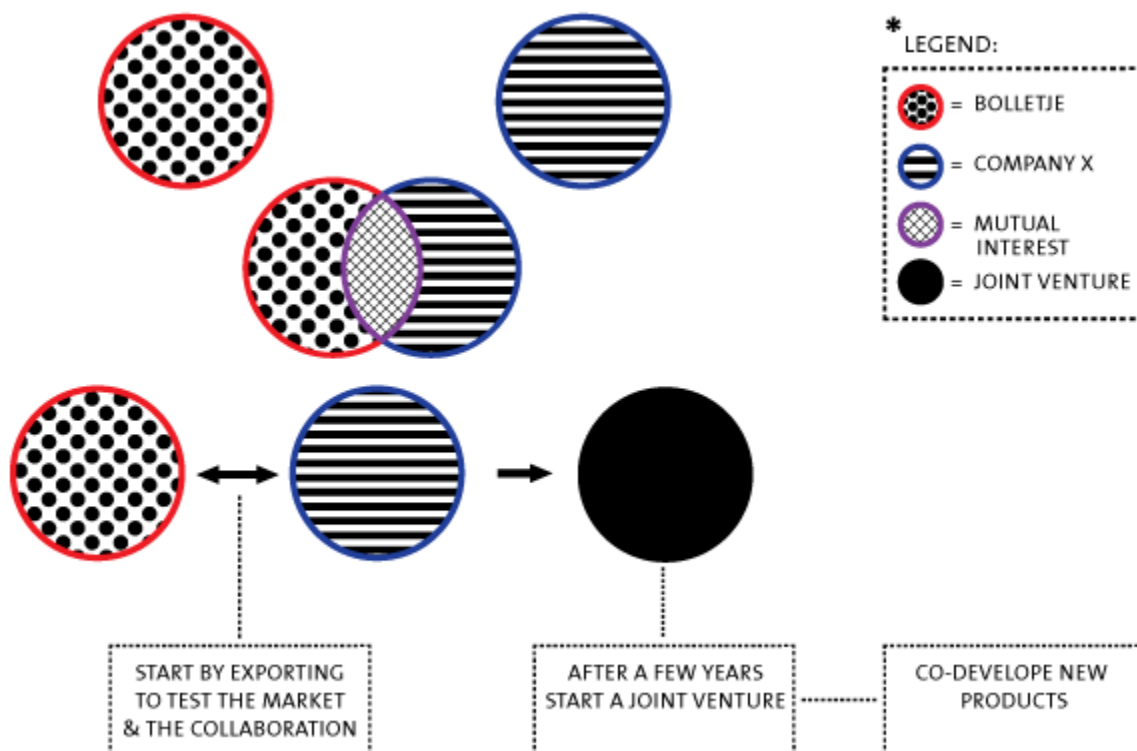 *
LEGEND:
= BOLLETJE
= COMPANY X
= MUTUAL
INTEREST
= JOINT VENTURE
START BY EXPORTING
TO TEST THE MARKET
& THE COLLABORATION
AFTER A FEW YEARS
START A JOINT VENTURE
CO-DEVELOPE NEW
PRODUCTS